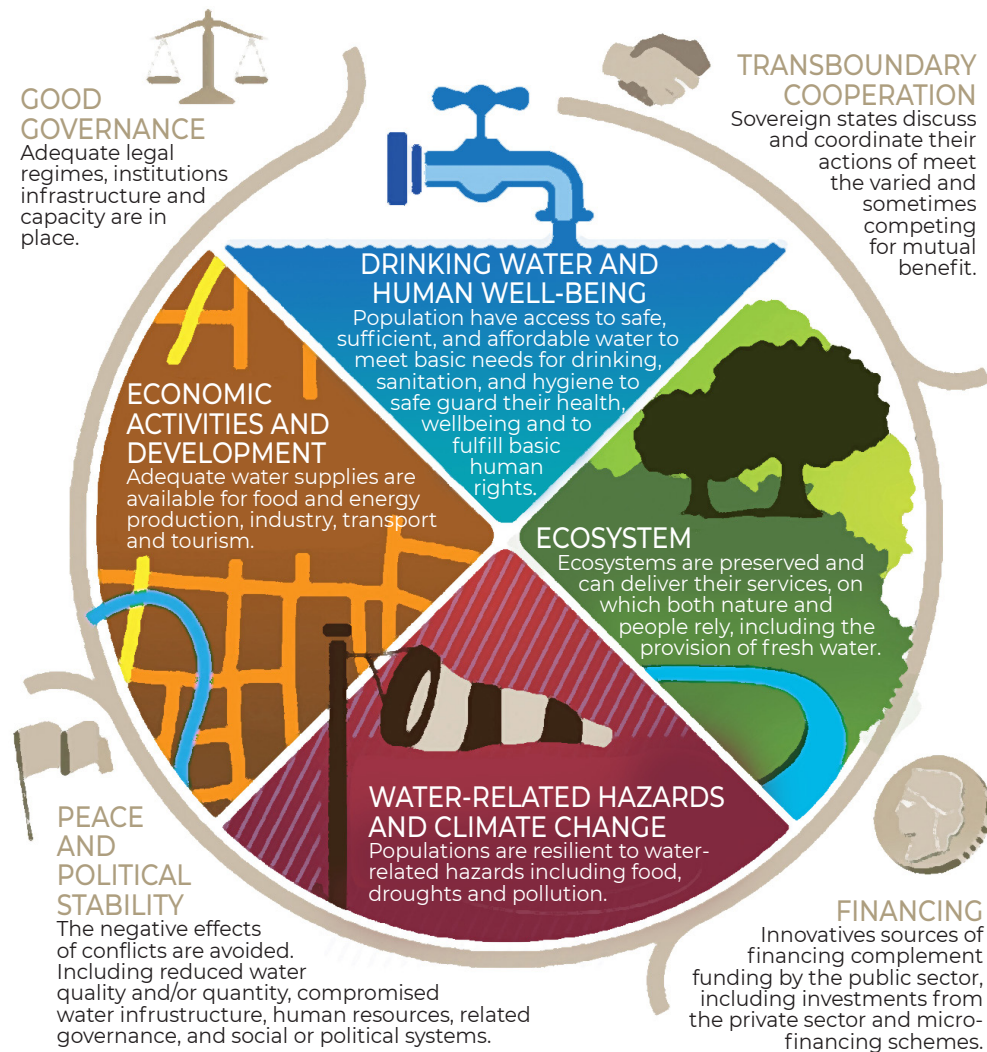 GOOD
GOVERNANCE
Adequate legal
regimes, institutions
infrastructure and
capacity are in
place.
TRANSBOUNDARY
COOPERATION
Sovereign states discuss
and coordinate their
actions of meet
the varied and
sometimes
competing
for mutual
benefit.
DRINKING WATER AND
HUMAN WELL-BEING
Population have access to safe,
sufficient, and affordable water to
meet basic needs for drinking,
sanitation, and hygiene to
safe guard their health,
wellbeing and to
fulfill basic
human
rights.
ECONOMIC
ACTIVITIES AND
DEVELOPMENT
Adequate water supplies are
available for food and energy
production, industry, transport
and tourism.
ECOSYSTEM
Ecosystems are preserved and
can deliver their services, on
which both nature and
people rely, including the
provision of fresh water.
WATER-RELATED HAZARDS
AND CLIMATE CHANGE
Populations are resilient to water-
related hazards including food,
droughts and pollution.
PEACE
AND
POLITICAL
STABILITY
The negative effects
of conflicts are avoided.
Including reduced water
quality and/or quantity, compromised
water infrustructure, human resources, related
governance, and social or political systems.
FINANCING
Innovatives sources of
financing complement
funding by the public sector,
including investments from
the private sector and micro-
financing schemes.